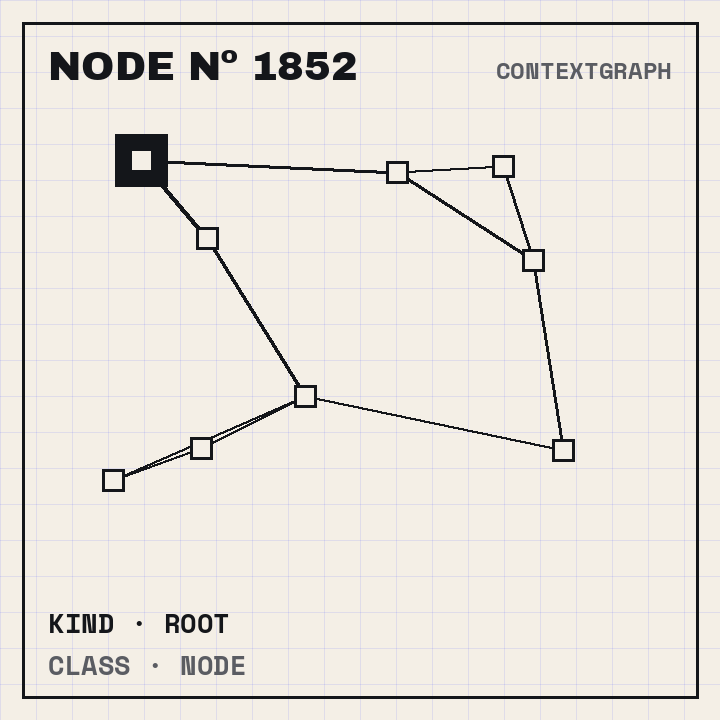 NODE Nº 1852
CONTEXTGRAPH
KIND · ROOT
CLASS · NODE